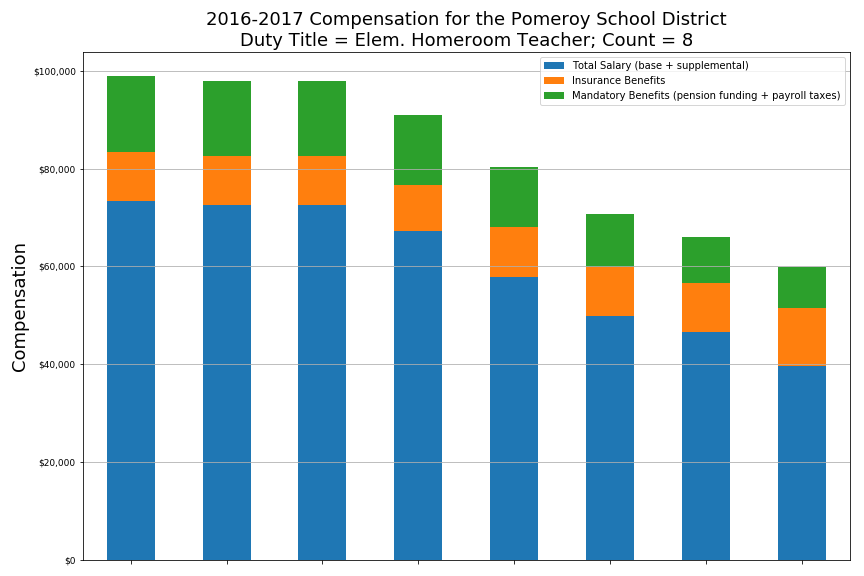 2016-2017 Compensation for the Pomeroy School District
Duty Title = Elem. Homeroom Teacher; Count = 8
Total Salary (base + supplemental)
Insurance Benefits
Mandatory Benefits (pension funding + payroll taxes)
Compensation
$100,000
$80,000
$60,000
$40,000
$20,000
$0